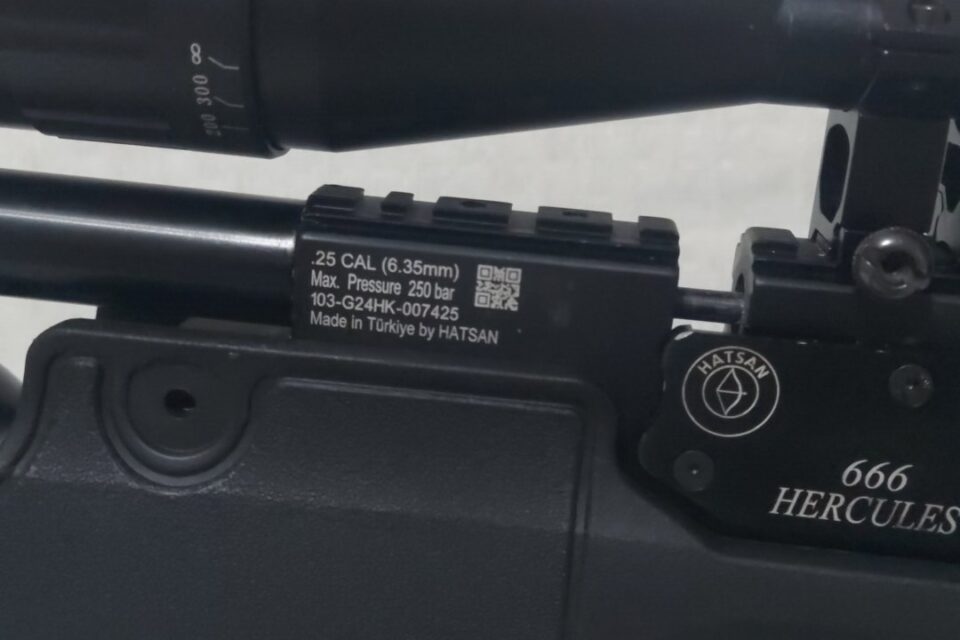 ∞
300
.25 CAL (6.35mm)
Max. Pressure 250 bar
103-G24HK-007425
Made in Türkiye by HATSAN
HATSAN
666
HERCULES